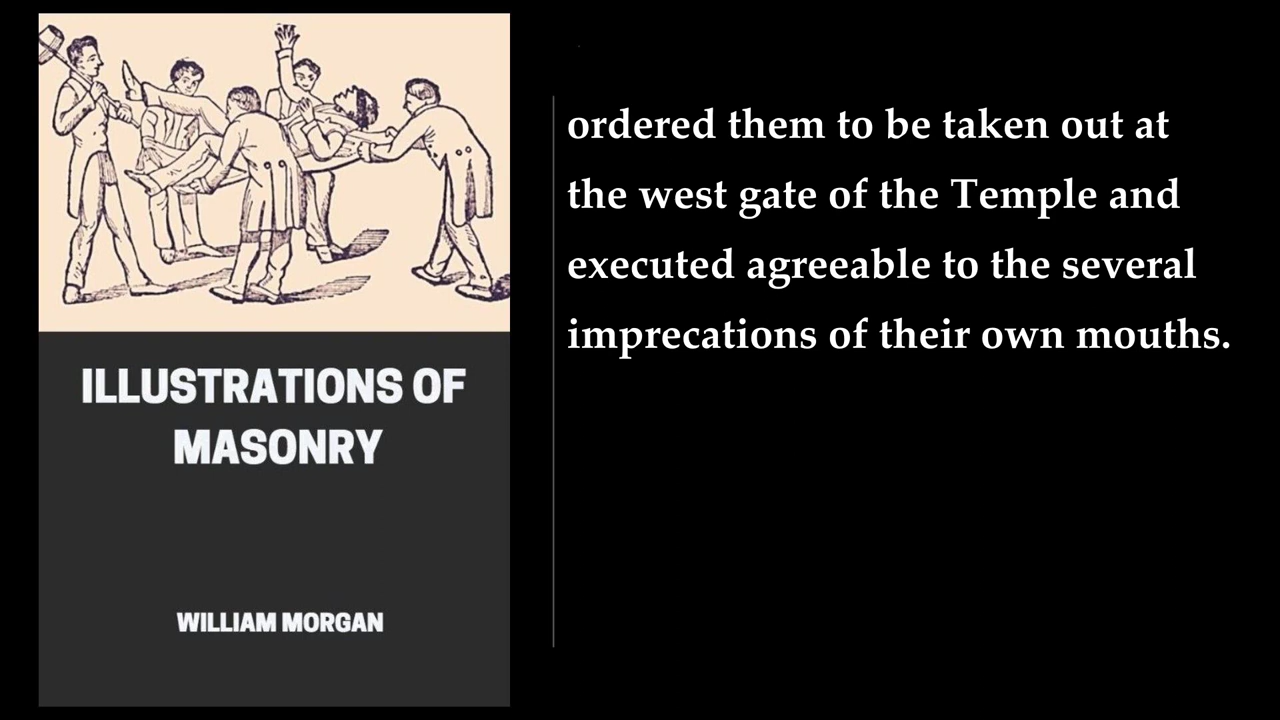 ILLUSTRATIONS OF
MASONRY
WILLIAM MORGAN
ordered them to be taken out at
the west gate of the Temple and
executed agreeable to the several
imprecations of their own mouths.